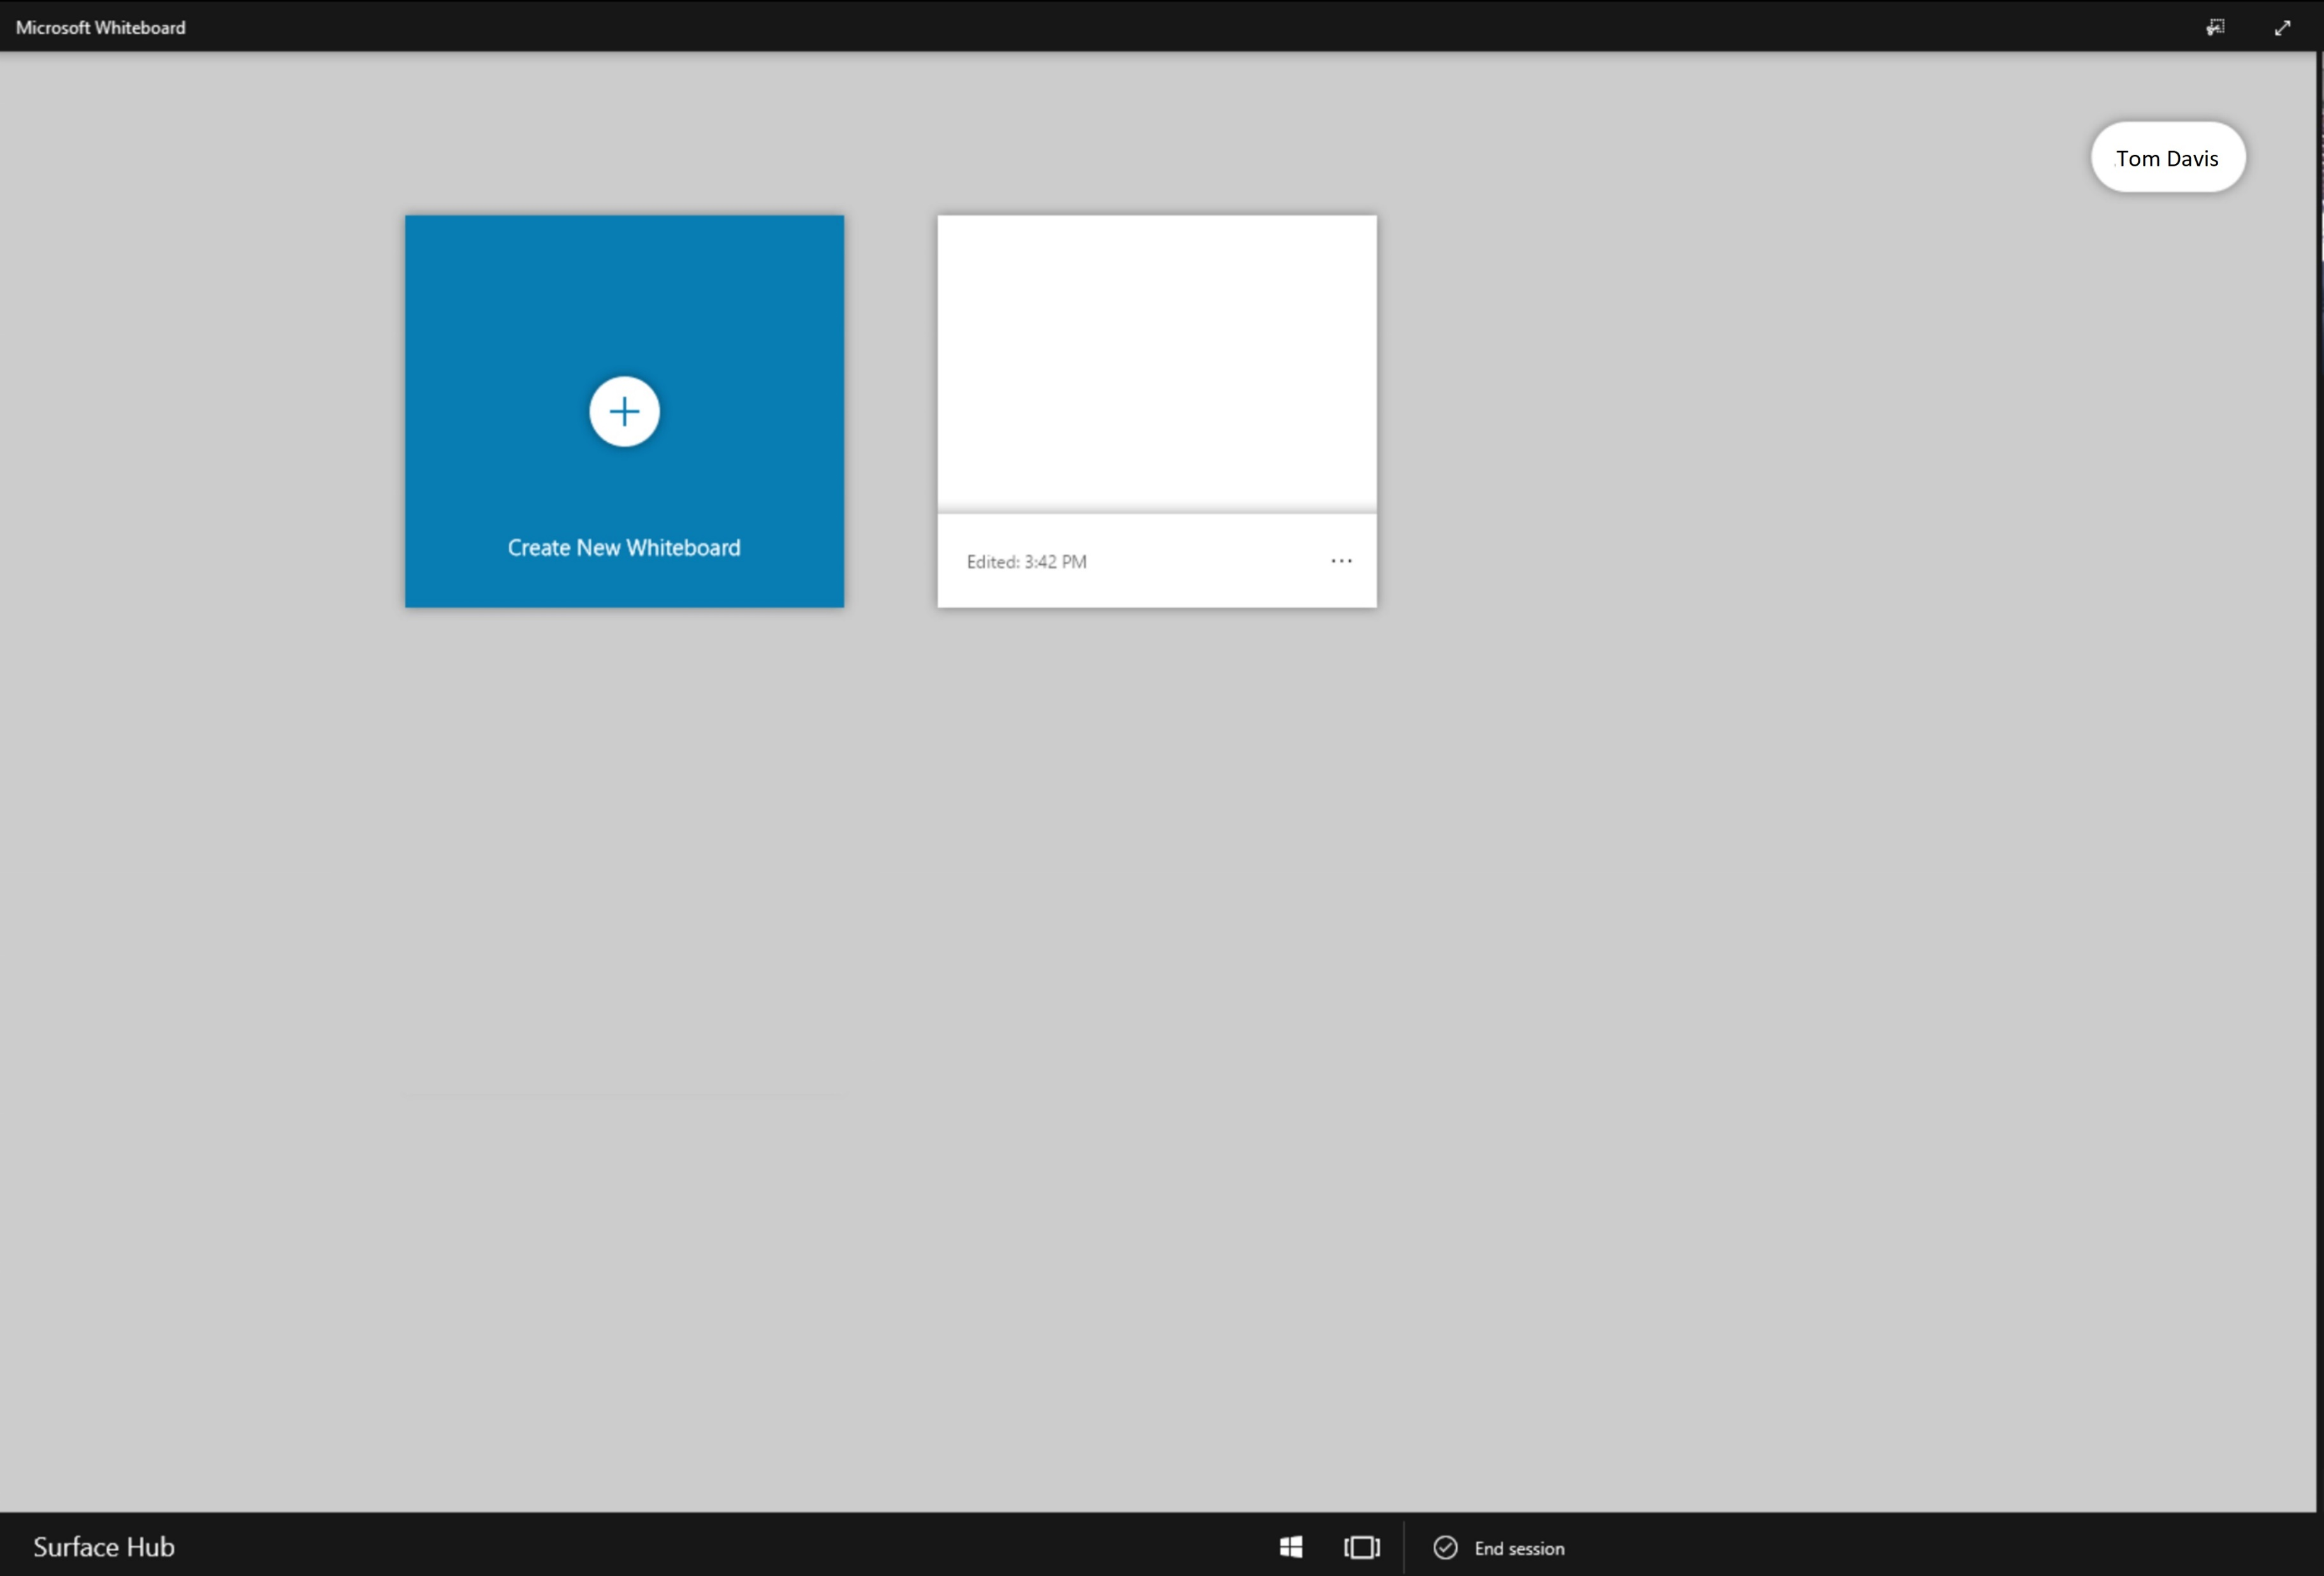 Microsoft Whiteboard
Tom Davis
Create New Whiteboard
Edited: 3:42 PM
Surface Hub
End session